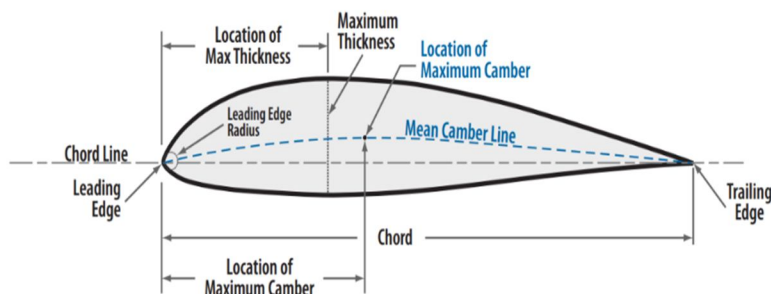 Location of
Max Thickness
Maximum
Thickness
Location of
Maximum Camber
Leading Edge
Radius
Mean Camber Line
Chord Line
Leading
Edge
Trailing
Edge
Chord
Location of
Maximum Camber